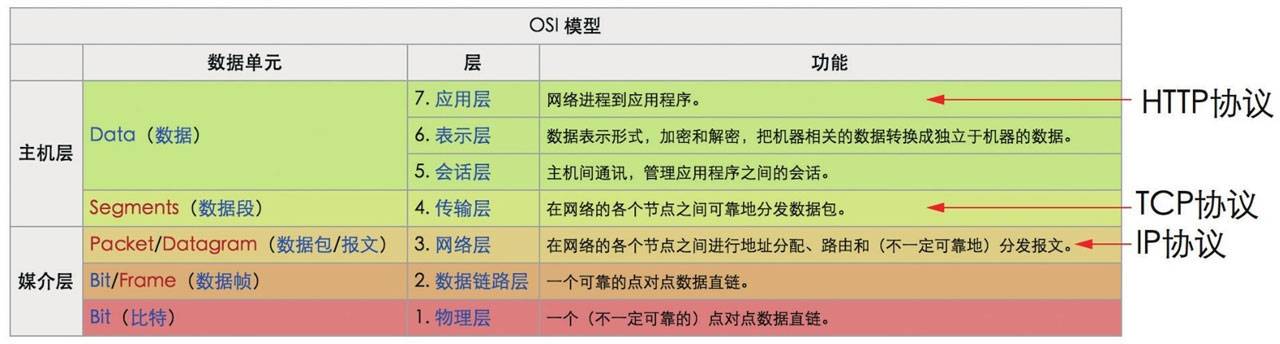 OSI 模型
数据单元 层 功能
主机层 Data（数据） 7. 应用层 网络进程到应用程序。 HTTP协议
6. 表示层 数据表示形式，加密和解密，把机器相关的数据转换成独立于机器的数据。
5. 会话层 主机间通讯，管理应用程序之间的会话。
Segments（数据段） 4. 传输层 在网络的各个节点之间可靠地分发数据包。 TCP协议
媒介层 Packet/Datagram（数据包/报文） 3. 网络层 在网络的各个节点之间进行地址分配、路由和（不一定可靠地）分发报文。 IP协议
Bit/Frame（数据帧） 2. 数据链路层 一个可靠的点对点数据直链。
Bit（比特） 1. 物理层 一个（不一定可靠的）点对点数据直链。